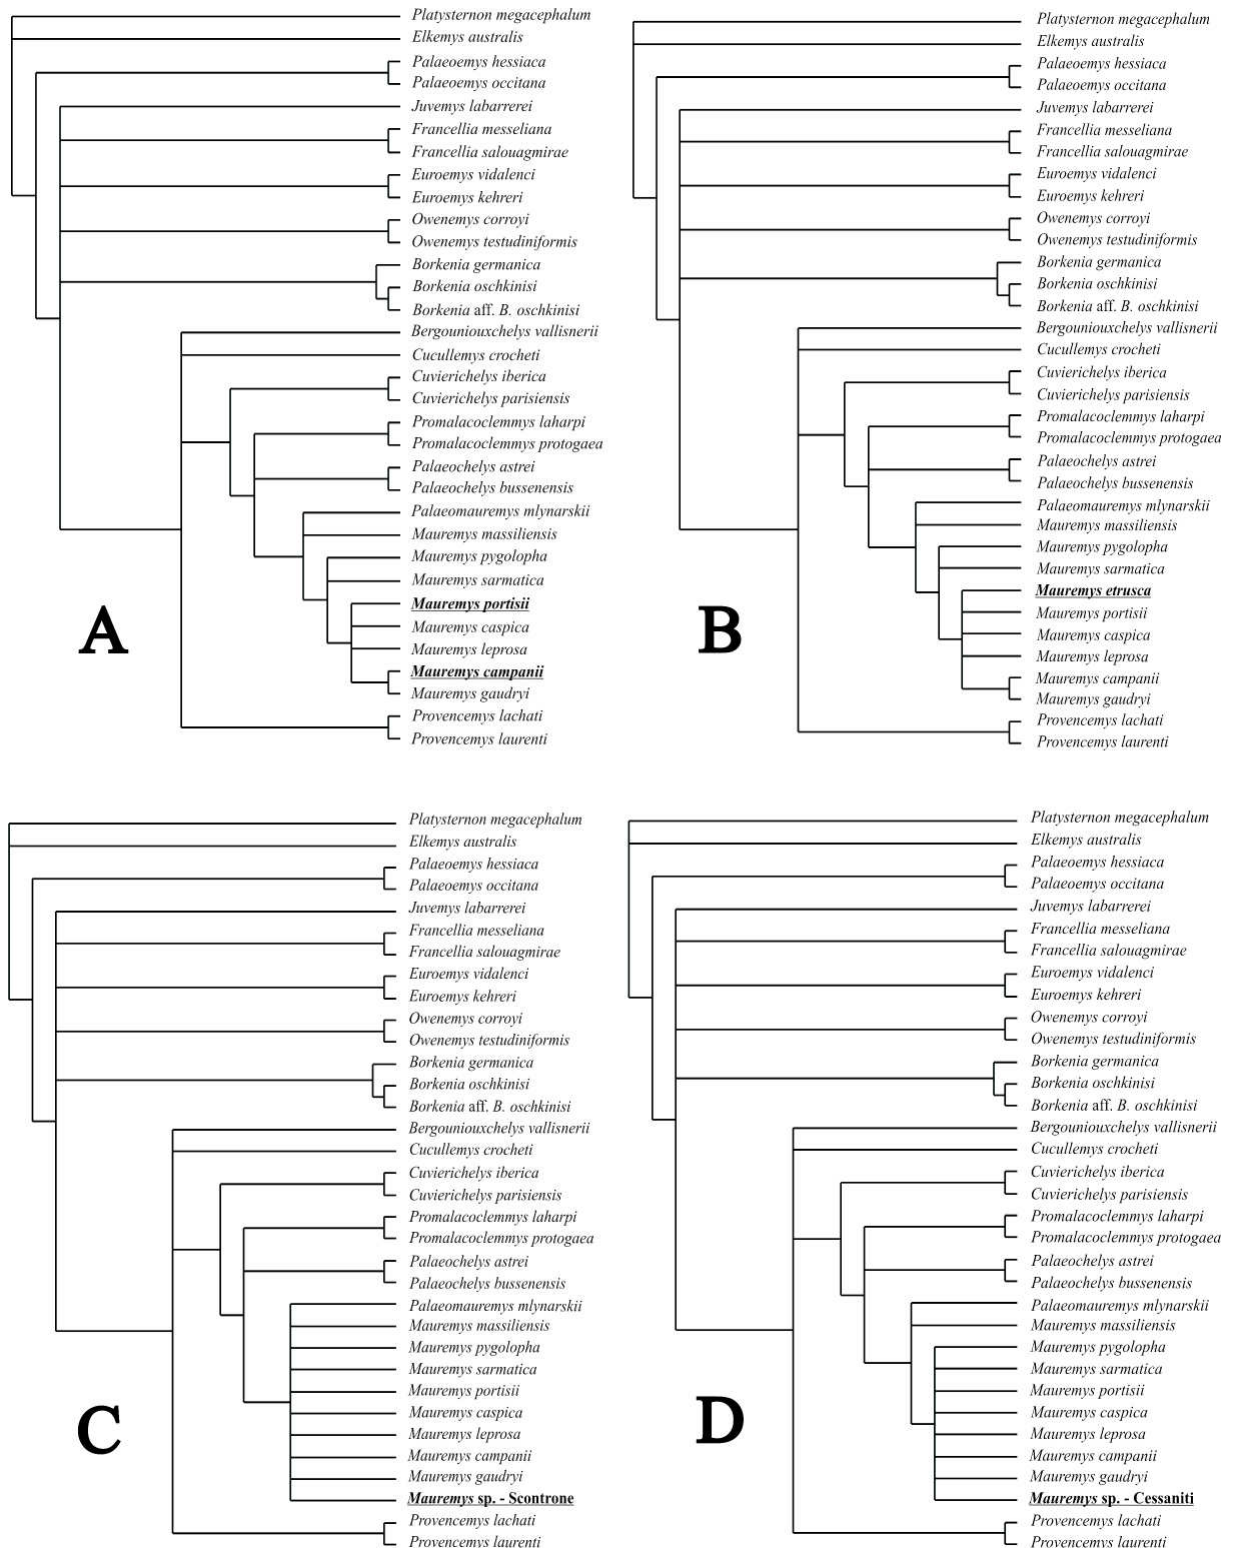 Platysternon megacephalum
Elkemys australis
Palaeoemys hessiaca
Palaeoemys occitana
Juvemys labarrerei
Francellia messeliana
Francellia salouagmirae
Euroemys vidalenci
Euroemys kehreri
Owenemys corroyi
Owenemys testudiniformis
Borkenia germanica
Borkenia oschkinisi
Borkenia aff. B. oschkinisi
Bergouniouxchelys vallisnerii
Cucullemys crocheti
Cuvierichelys iberica
Cuvierichelys parisiensis
Promalacoclemmys laharpi
Promalacoclemmys protogaea
Palaeochelys astrei
Palaeochelys bussenensis
Palaeomauremys mlynarskii
Mauremys massiliensis
Mauremys pygolopha
Mauremys sarmatica
Mauremys portisii
Mauremys caspica
Mauremys leprosa
Mauremys campanii
Mauremys gaudryi
Provencemys lachati
Provencemys laurenti
A
Platysternon megacephalum
Elkemys australis
Palaeoemys hessiaca
Palaeoemys occitana
Juvemys labarrerei
Francellia messeliana
Francellia salouagmirae
Euroemys vidalenci
Euroemys kehreri
Owenemys corroyi
Owenemys testudiniformis
Borkenia germanica
Borkenia oschkinisi
Borkenia aff. B. oschkinisi
Bergouniouxchelys vallisnerii
Cucullemys crocheti
Cuvierichelys iberica
Cuvierichelys parisiensis
Promalacoclemmys laharpi
Promalacoclemmys protogaea
Palaeochelys astrei
Palaeochelys bussenensis
Palaeomauremys mlynarskii
Mauremys massiliensis
Mauremys pygolopha
Mauremys sarmatica
Mauremys etrusca
Mauremys portisii
Mauremys caspica
Mauremys leprosa
Mauremys campanii
Mauremys gaudryi
Provencemys lachati
Provencemys laurenti
B
Platysternon megacephalum
Elkemys australis
Palaeoemys hessiaca
Palaeoemys occitana
Juvemys labarrerei
Francellia messeliana
Francellia salouagmirae
Euroemys vidalenci
Euroemys kehreri
Owenemys corroyi
Owenemys testudiniformis
Borkenia germanica
Borkenia oschkinisi
Borkenia aff. B. oschkinisi
Bergouniouxchelys vallisnerii
Cucullemys crocheti
Cuvierichelys iberica
Cuvierichelys parisiensis
Promalacoclemmys laharpi
Promalacoclemmys protogaea
Palaeochelys astrei
Palaeochelys bussenensis
Palaeomauremys mlynarskii
Mauremys massiliensis
Mauremys pygolopha
Mauremys sarmatica
Mauremys portisii
Mauremys caspica
Mauremys leprosa
Mauremys campanii
Mauremys gaudryi
Mauremys sp. - Scontrone
Provencemys lachati
Provencemys laurenti
C
Platysternon megacephalum
Elkemys australis
Palaeoemys hessiaca
Palaeoemys occitana
Juvemys labarrerei
Francellia messeliana
Francellia salouagmirae
Euroemys vidalenci
Euroemys kehreri
Owenemys corroyi
Owenemys testudiniformis
Borkenia germanica
Borkenia oschkinisi
Borkenia aff. B. oschkinisi
Bergouniouxchelys vallisnerii
Cucullemys crocheti
Cuvierichelys iberica
Cuvierichelys parisiensis
Promalacoclemmys laharpi
Promalacoclemmys protogaea
Palaeochelys astrei
Palaeochelys bussenensis
Palaeomauremys mlynarskii
Mauremys massiliensis
Mauremys pygolopha
Mauremys sarmatica
Mauremys portisii
Mauremys caspica
Mauremys leprosa
Mauremys campanii
Mauremys gaudryi
Mauremys sp. - Cessaniti
Provencemys lachati
Provencemys laurenti
D